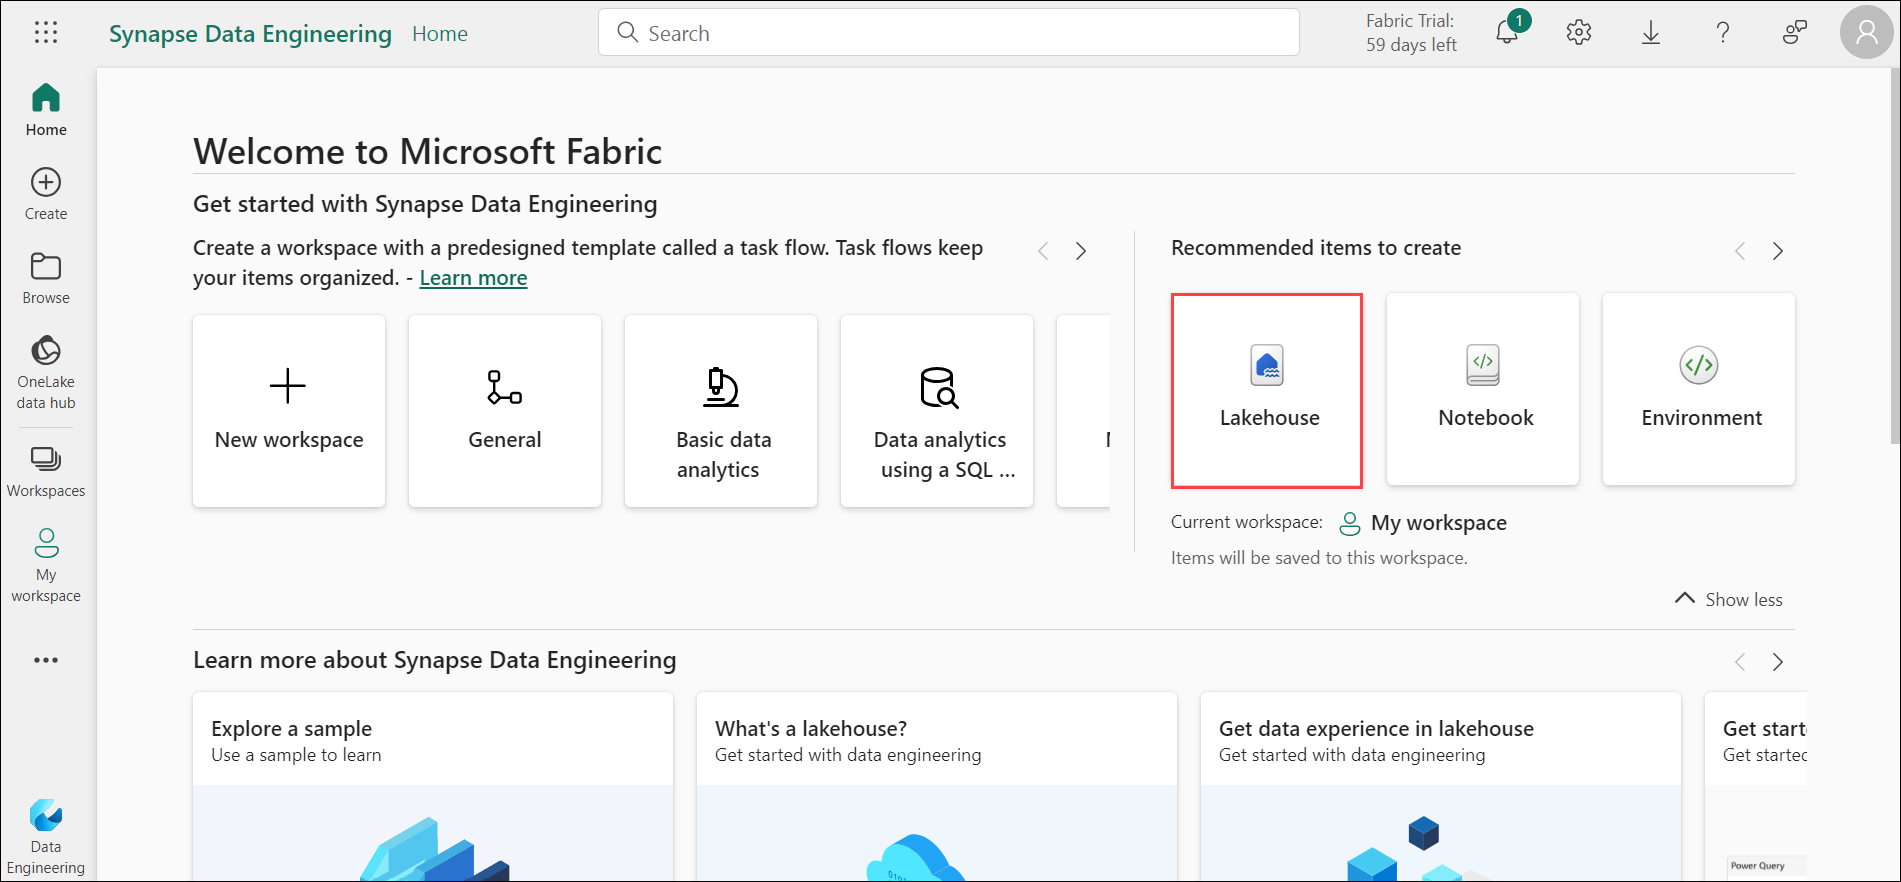 Synapse Data Engineering Home
Search
Fabric Trial:
59 days left
1
Home
Create
Browse
OneLake
data hub
Workspaces
My
workspace
Data
Engineering
Welcome to Microsoft Fabric
Get started with Synapse Data Engineering
Create a workspace with a predesigned template called a task flow. Task flows keep
your items organized. - Learn more
New workspace
General
Basic data
analytics
Data analytics
using a SQL ...
Recommended items to create
Lakehouse
Notebook
Environment
Current workspace: My workspace
Items will be saved to this workspace.
Show less
Learn more about Synapse Data Engineering
Explore a sample
Use a sample to learn
What's a lakehouse?
Get started with data engineering
Get data experience in lakehouse
Get started with data engineering
Get start
Get started
Power Query